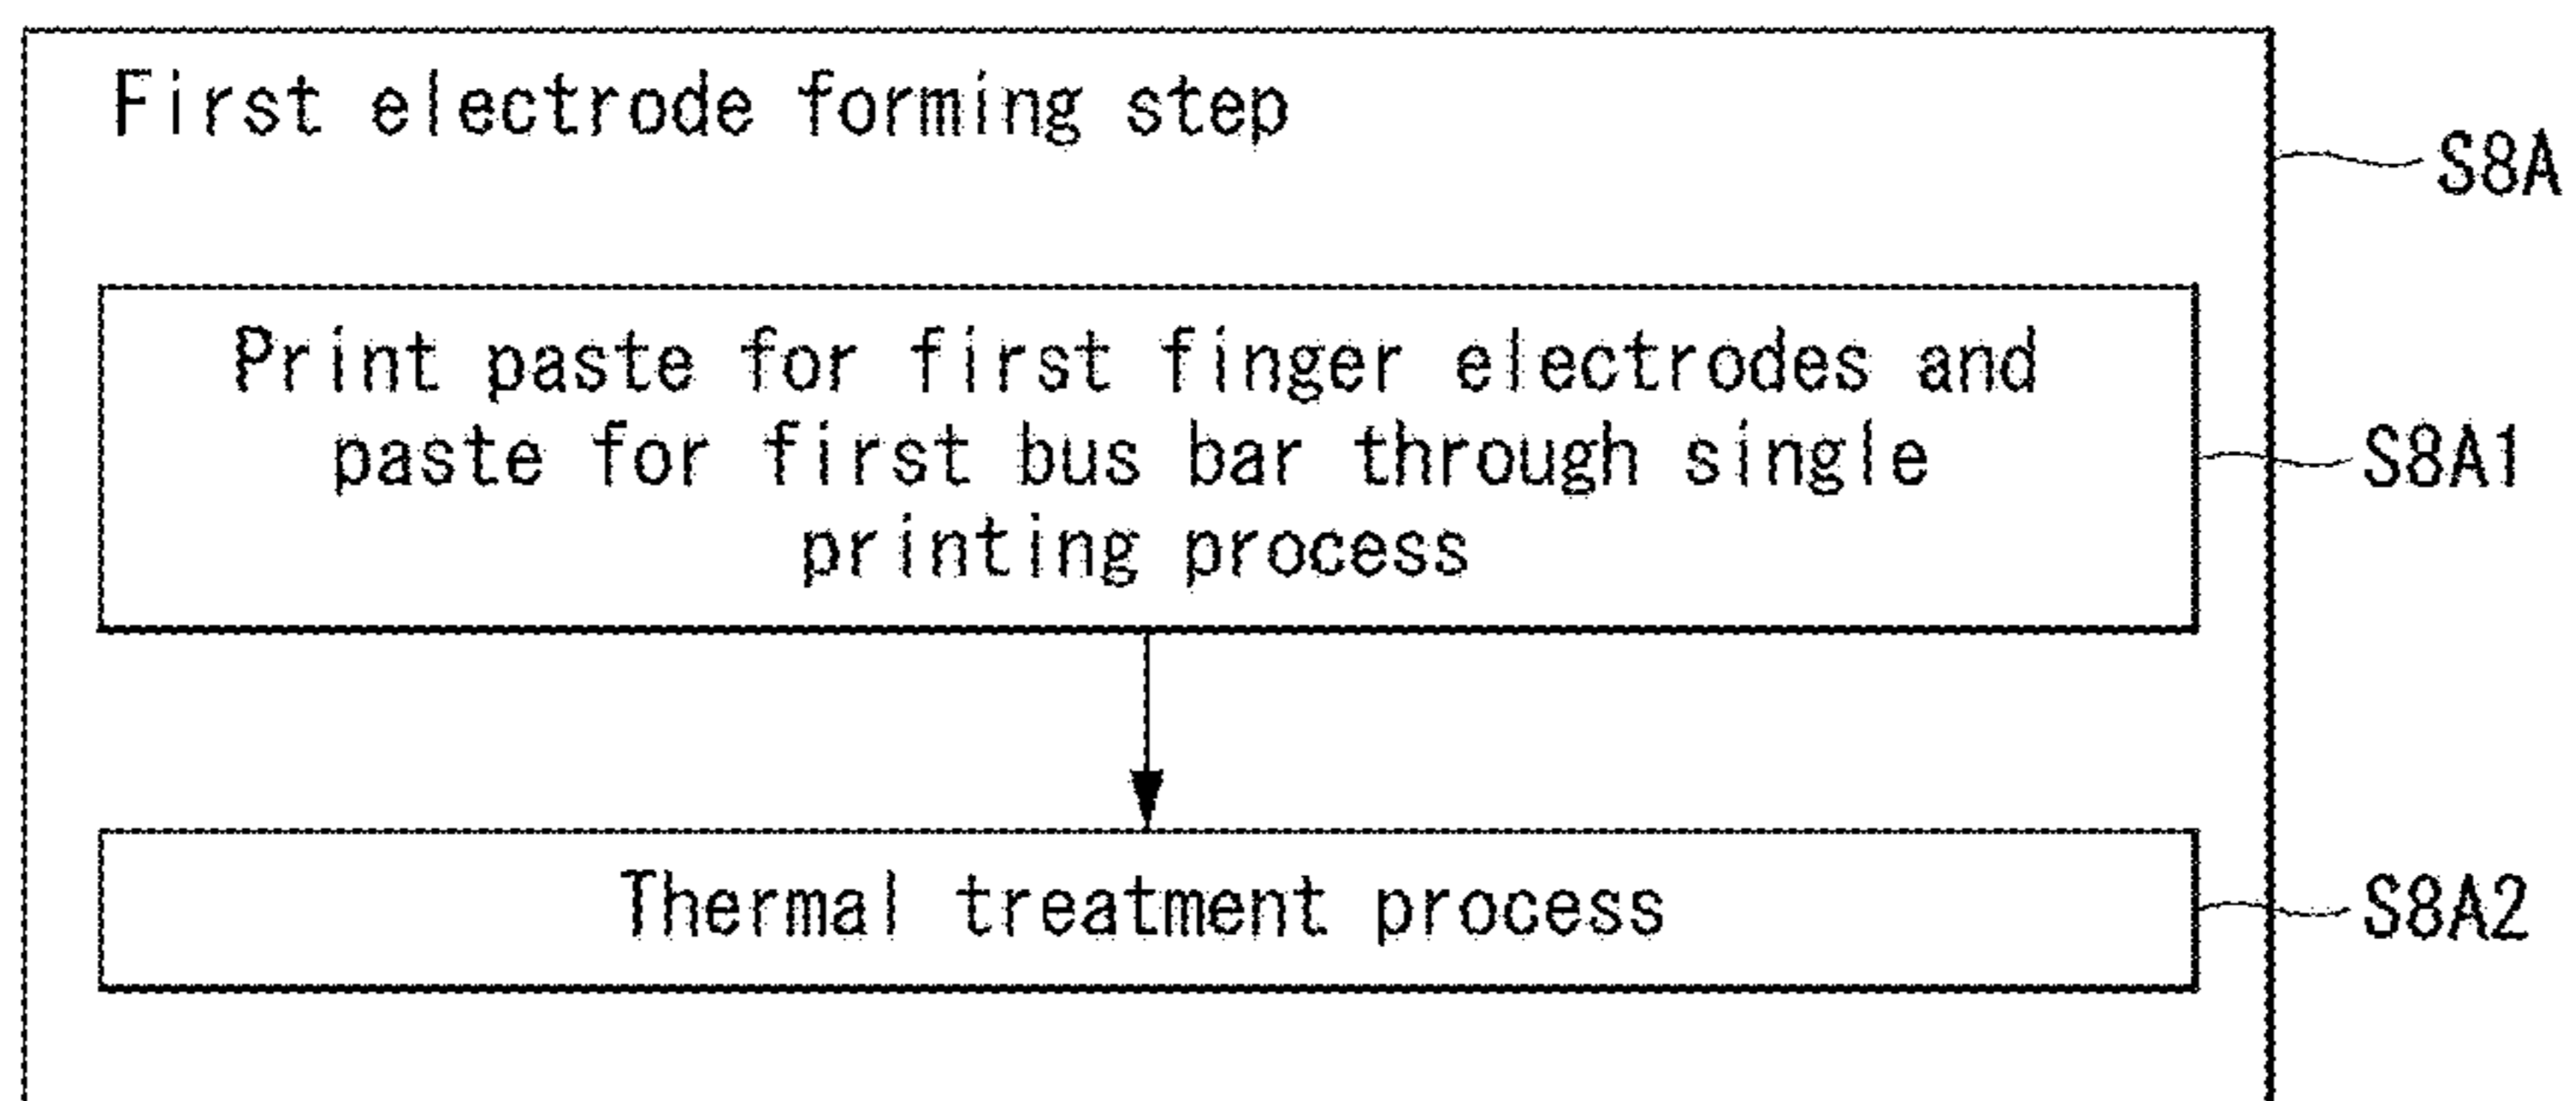 First electrode forming step
S8A
Print paste for first finger electrodes and
paste for first bus bar through single
printing process
S8A1
Thermal treatment process
S8A2